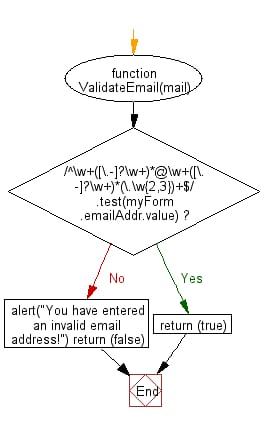 function
ValidateEmail(mail)
/^\w+([\.-]?\w+)*@\w+([\.
-]?\w+)*(\.\w{2,3})+$/
.test(myForm
.emailAddr.value) ?
No
Yes
alert("You have entered
an invalid email
address!") return (false)
return (true)
End